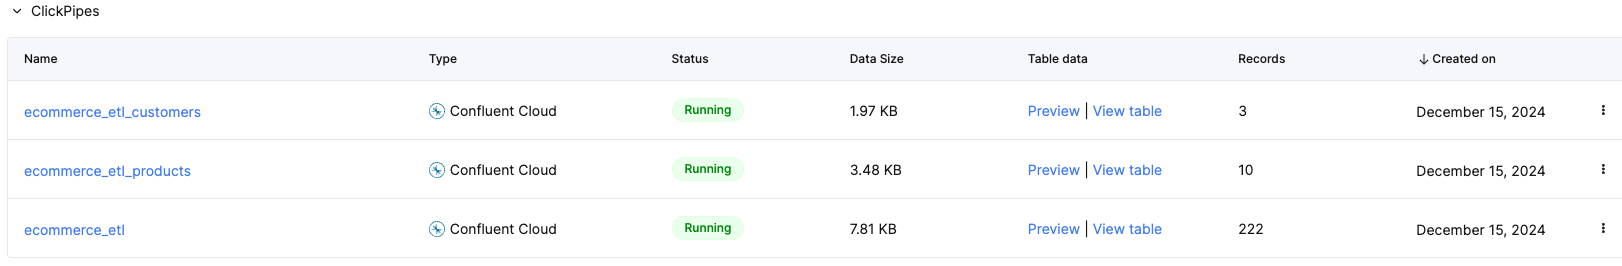 ClickPipes
Name Type Status Data Size Table data Records Created on
ecommerce_etl_customers Confluent Cloud Running 1.97 KB Preview | View table 3 December 15, 2024
ecommerce_etl_products Confluent Cloud Running 3.48 KB Preview | View table 10 December 15, 2024
ecommerce_etl Confluent Cloud Running 7.81 KB Preview | View table 222 December 15, 2024